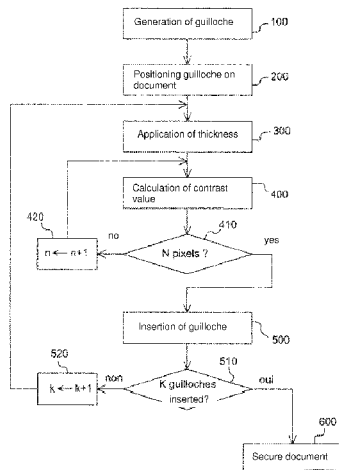 Generation of guilloche
100
Positioning guilloche on
document
200
Application of thickness
300
Calculation of contrast
value
400
420
n ← n+1
no
N pixels ?
410
yes
Insertion of guilloche
500
520
k ← k+1
non
K guilloches
inserted?
510
oui
600
Secure document